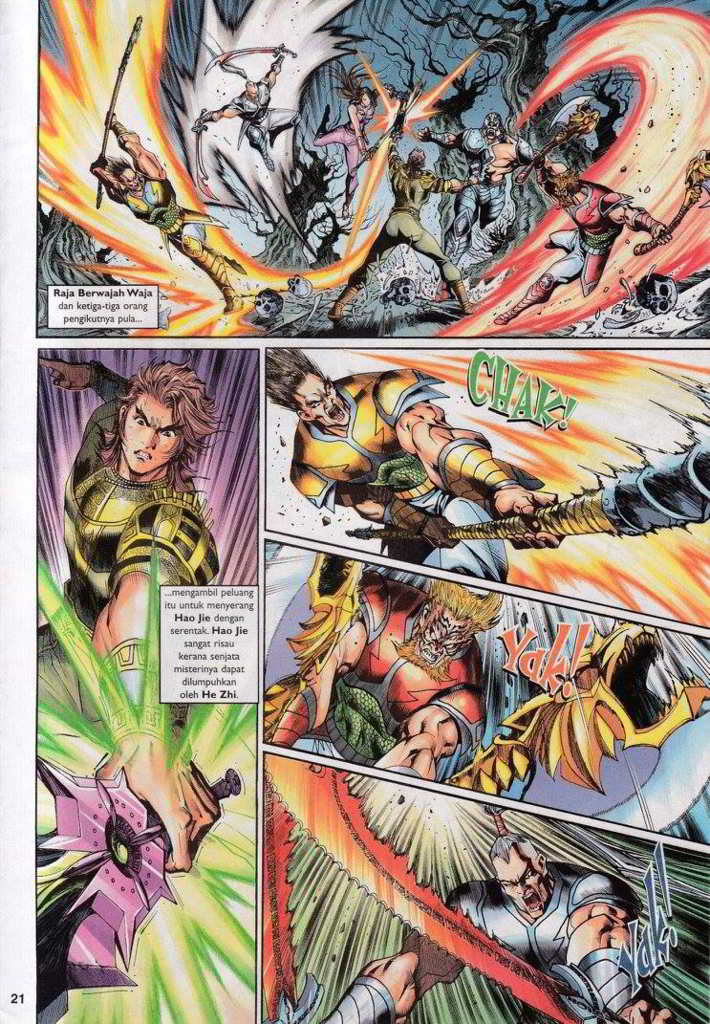 Raja Berwajah Waja
dan ketiga-tiga orang
pengikutnya pula...
CHAK!
...mengambil peluang
itu untuk menyerang
Hao Jie dengan
serentak. Hao Jie
sangat risau
kerana senjata
misterinya dapat
dilumpuhkan
oleh He Zhi.
Yak!
Yak!
21